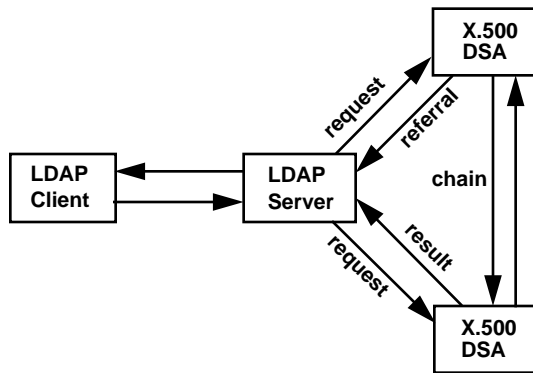 X.500
DSA
request
referral
LDAP
Client
LDAP
Server
chain
request
result
X.500
DSA